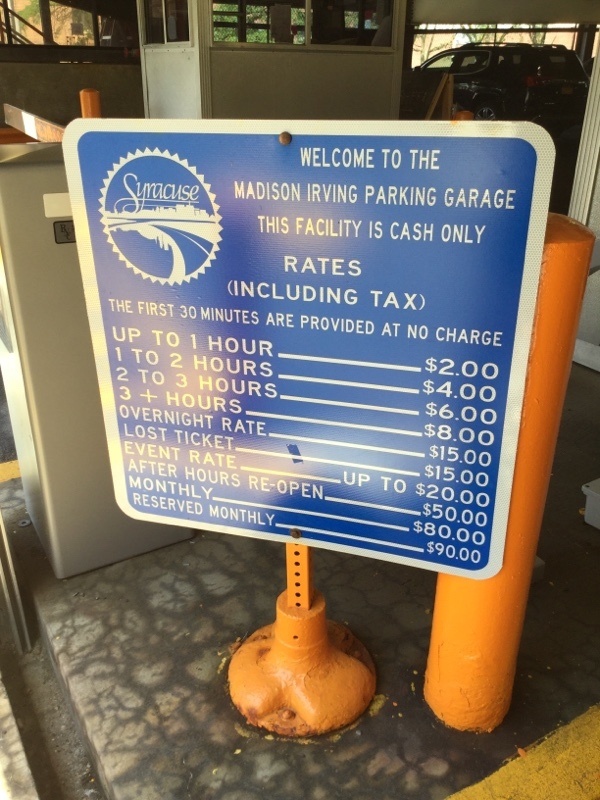 Syracuse
WELCOME TO THE
MADISON IRVING PARKING GARAGE
THIS FACILITY IS CASH ONLY
RATES
(INCLUDING TAX)
THE FIRST 30 MINUTES ARE PROVIDED AT NO CHARGE
UP TO 1 HOUR $2.00
1 TO 2 HOURS $4.00
2 TO 3 HOURS $6.00
3 + HOURS $8.00
OVERNIGHT RATE $15.00
LOST TICKET $15.00
EVENT RATE UP TO $20.00
AFTER HOURS RE-OPEN $50.00
MONTHLY $80.00
RESERVED MONTHLY $90.00